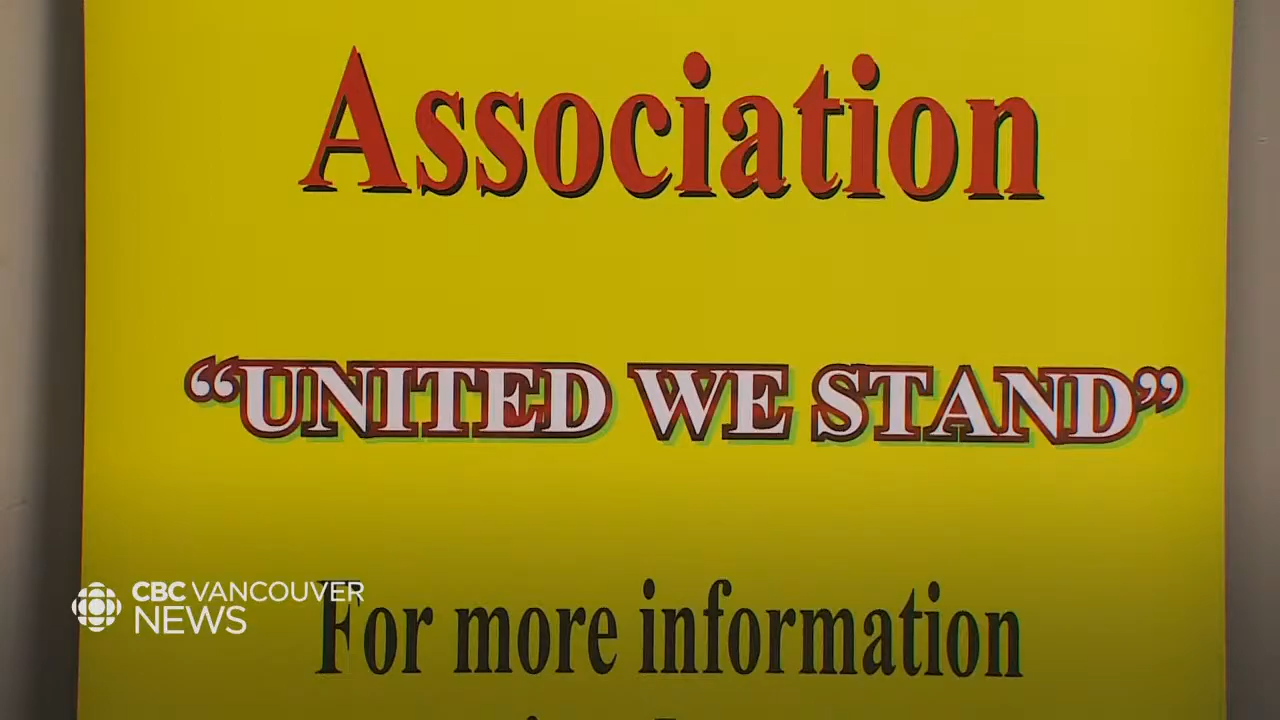 Association
“UNITED WE STAND”
For more information
CBC VANCOUVER
NEWS